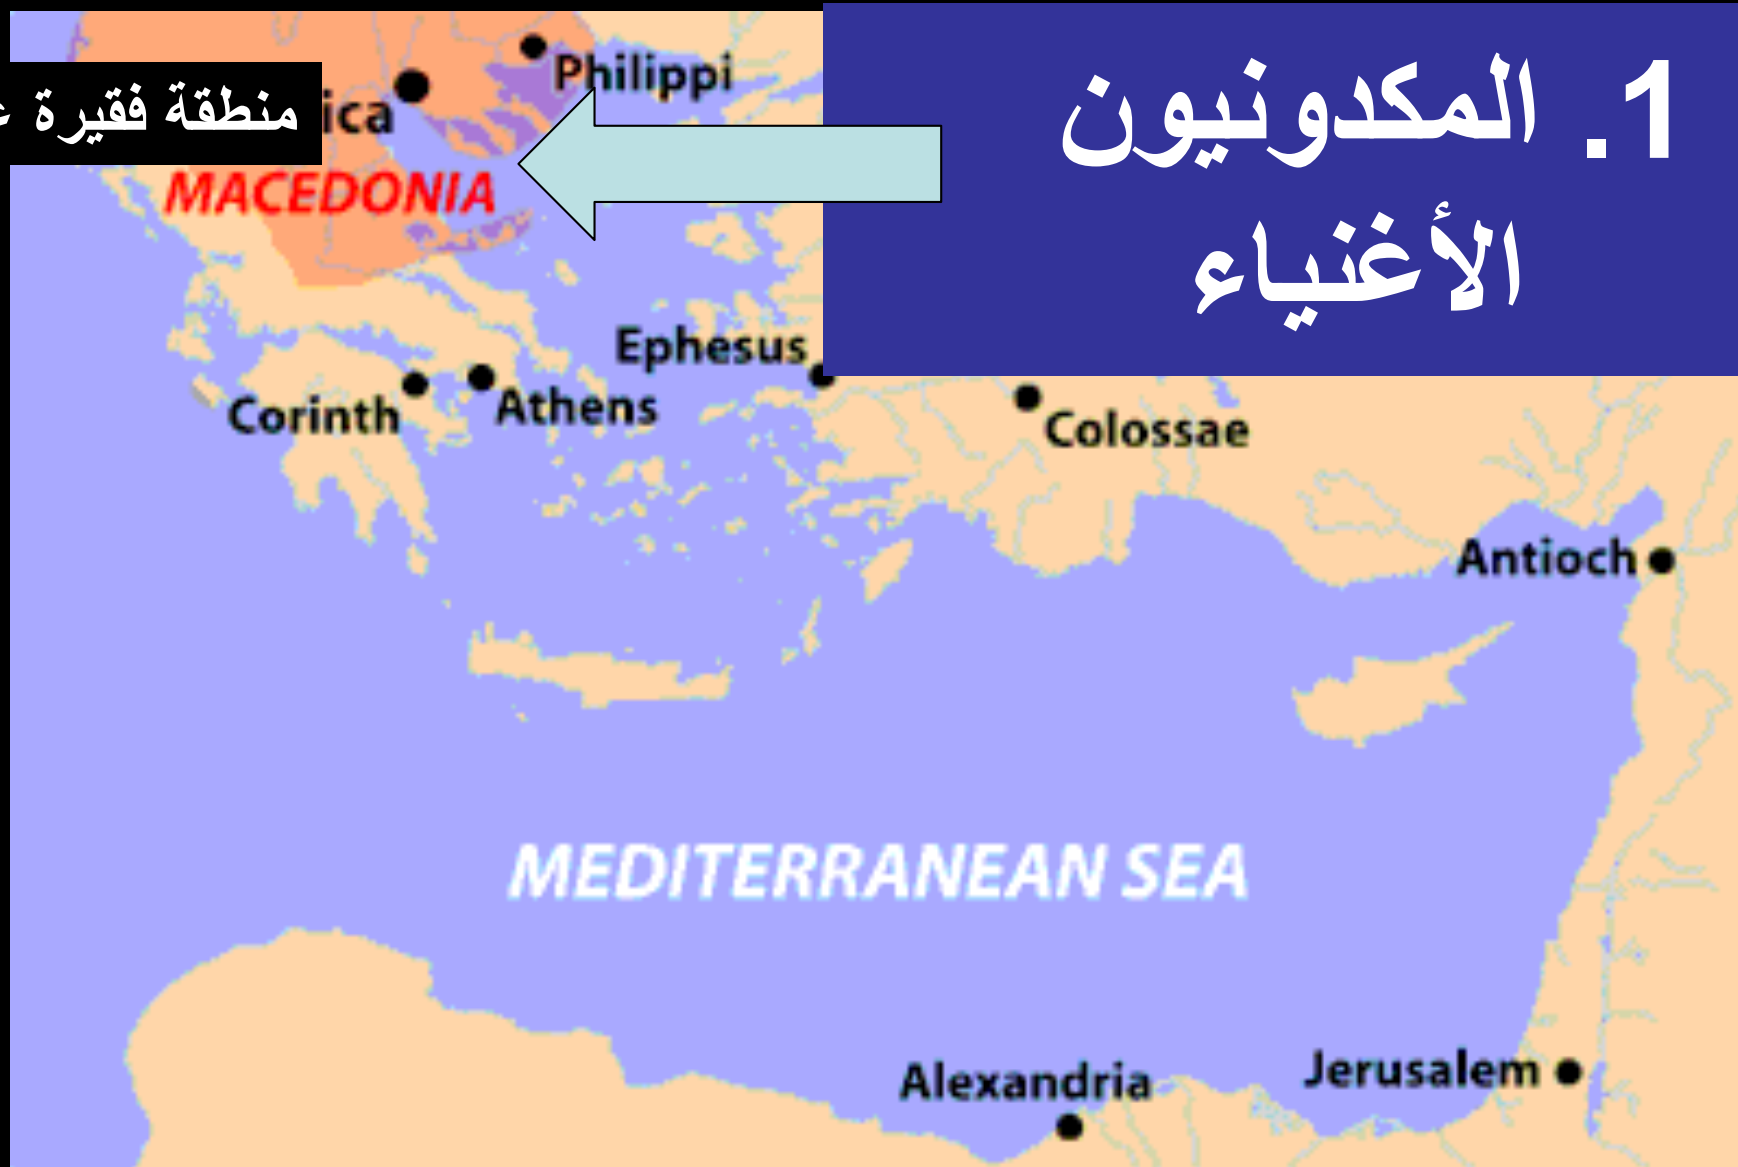 1. المكدونيون
الأغنياء
Philippi
منطقة فقيرة
ica
MACEDONIA
Ephesus
Corinth
Athens
Colossae
Antioch
MEDITERRANEAN SEA
Alexandria
Jerusalem